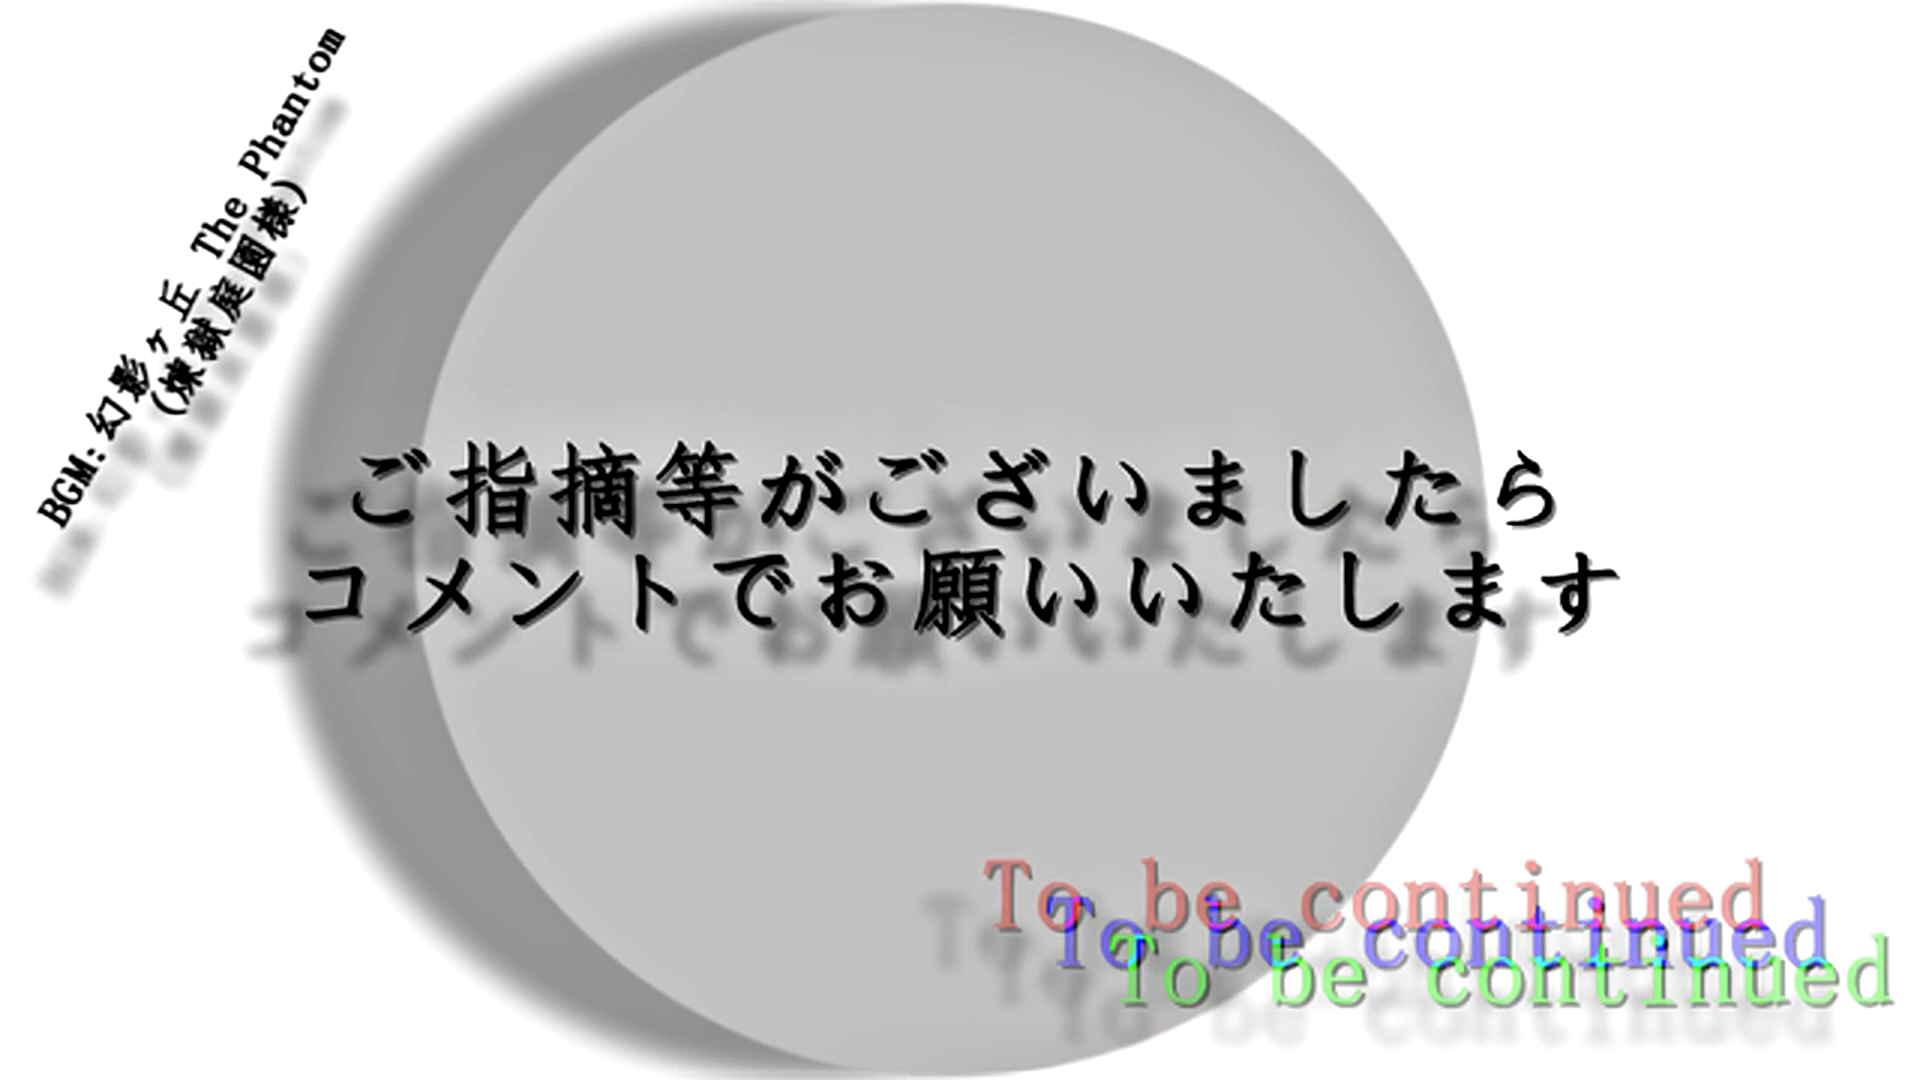 BGM:幻影ヶ丘 The Phantom
(煉獄庭園様)
ご指摘等がございましたら
コメントでお願いいたします
To be continued
To be continued
To be continued